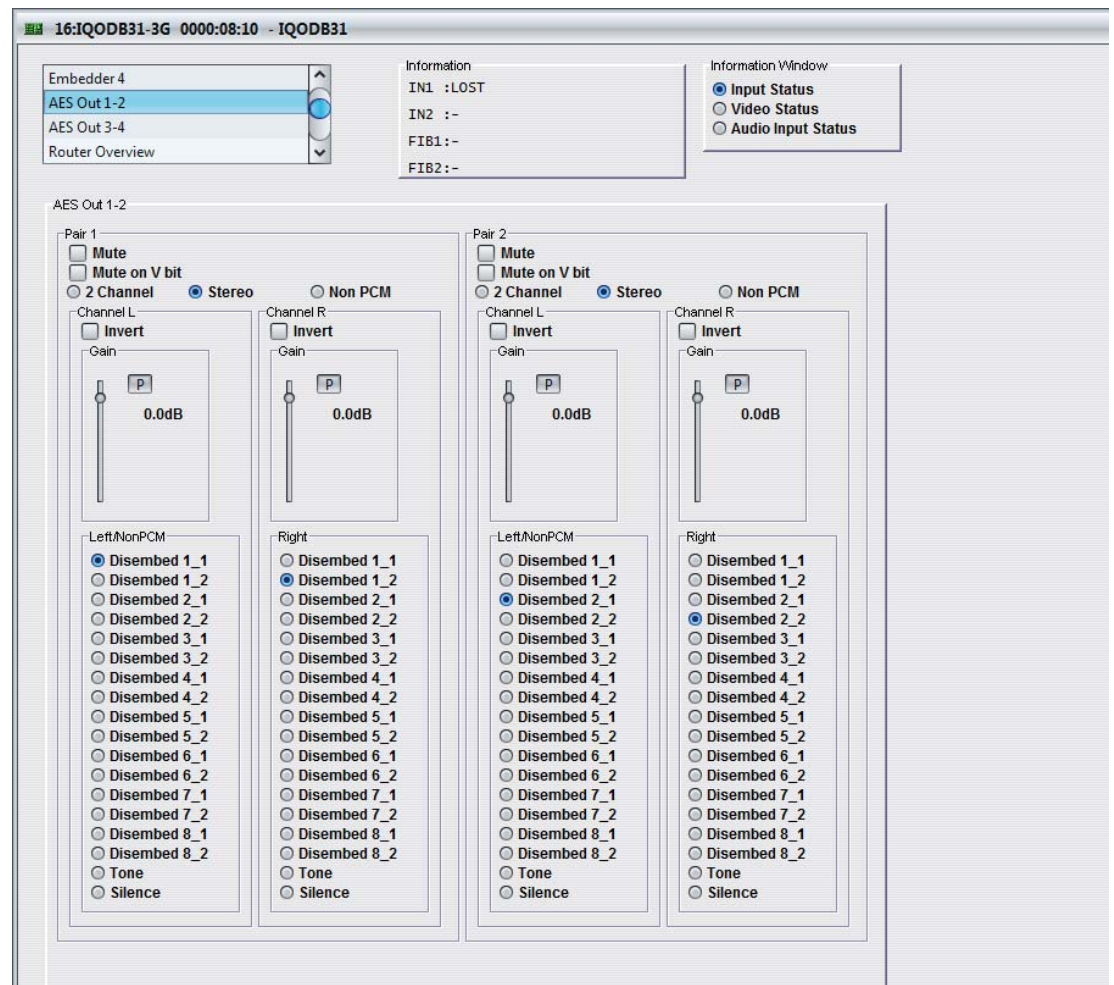 16:IQODB31-3G 0000:08:10 - IQODB31
Embedder 4
AES Out 1-2
AES Out 3-4
Router Overview
Information
IN1 :LOST
IN2 :-
FIB1:-
FIB2:-
Information Window
Input Status
Video Status
Audio Input Status
AES Out 1-2
Pair 1
Mute
Mute on V bit
2 Channel Stereo Non PCM
Channel L
Invert
Gain
P
0.0dB
Left/NonPCM
Disembed 1_1
Disembed 1_2
Disembed 2_1
Disembed 2_2
Disembed 3_1
Disembed 3_2
Disembed 4_1
Disembed 4_2
Disembed 5_1
Disembed 5_2
Disembed 6_1
Disembed 6_2
Disembed 7_1
Disembed 7_2
Disembed 8_1
Disembed 8_2
Tone
Silence
Channel R
Invert
Gain
P
0.0dB
Right
Disembed 1_1
Disembed 1_2
Disembed 2_1
Disembed 2_2
Disembed 3_1
Disembed 3_2
Disembed 4_1
Disembed 4_2
Disembed 5_1
Disembed 5_2
Disembed 6_1
Disembed 6_2
Disembed 7_1
Disembed 7_2
Disembed 8_1
Disembed 8_2
Tone
Silence
Pair 2
Mute
Mute on V bit
2 Channel Stereo Non PCM
Channel L
Invert
Gain
P
0.0dB
Left/NonPCM
Disembed 1_1
Disembed 1_2
Disembed 2_1
Disembed 2_2
Disembed 3_1
Disembed 3_2
Disembed 4_1
Disembed 4_2
Disembed 5_1
Disembed 5_2
Disembed 6_1
Disembed 6_2
Disembed 7_1
Disembed 7_2
Disembed 8_1
Disembed 8_2
Tone
Silence
Channel R
Invert
Gain
P
0.0dB
Right
Disembed 1_1
Disembed 1_2
Disembed 2_1
Disembed 2_2
Disembed 3_1
Disembed 3_2
Disembed 4_1
Disembed 4_2
Disembed 5_1
Disembed 5_2
Disembed 6_1
Disembed 6_2
Disembed 7_1
Disembed 7_2
Disembed 8_1
Disembed 8_2
Tone
Silence